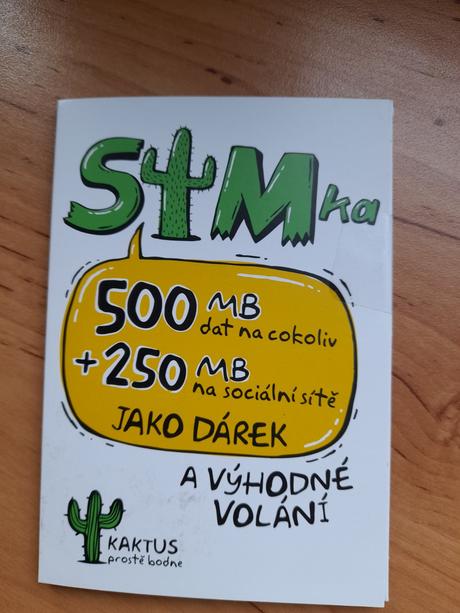 SIMka
500 MB
dat na cokoliv
+ 250 MB
na sociální sítě
JAKO DÁREK
A VÝHODNÉ
VOLÁNÍ
KAKTUS
prostě bodne